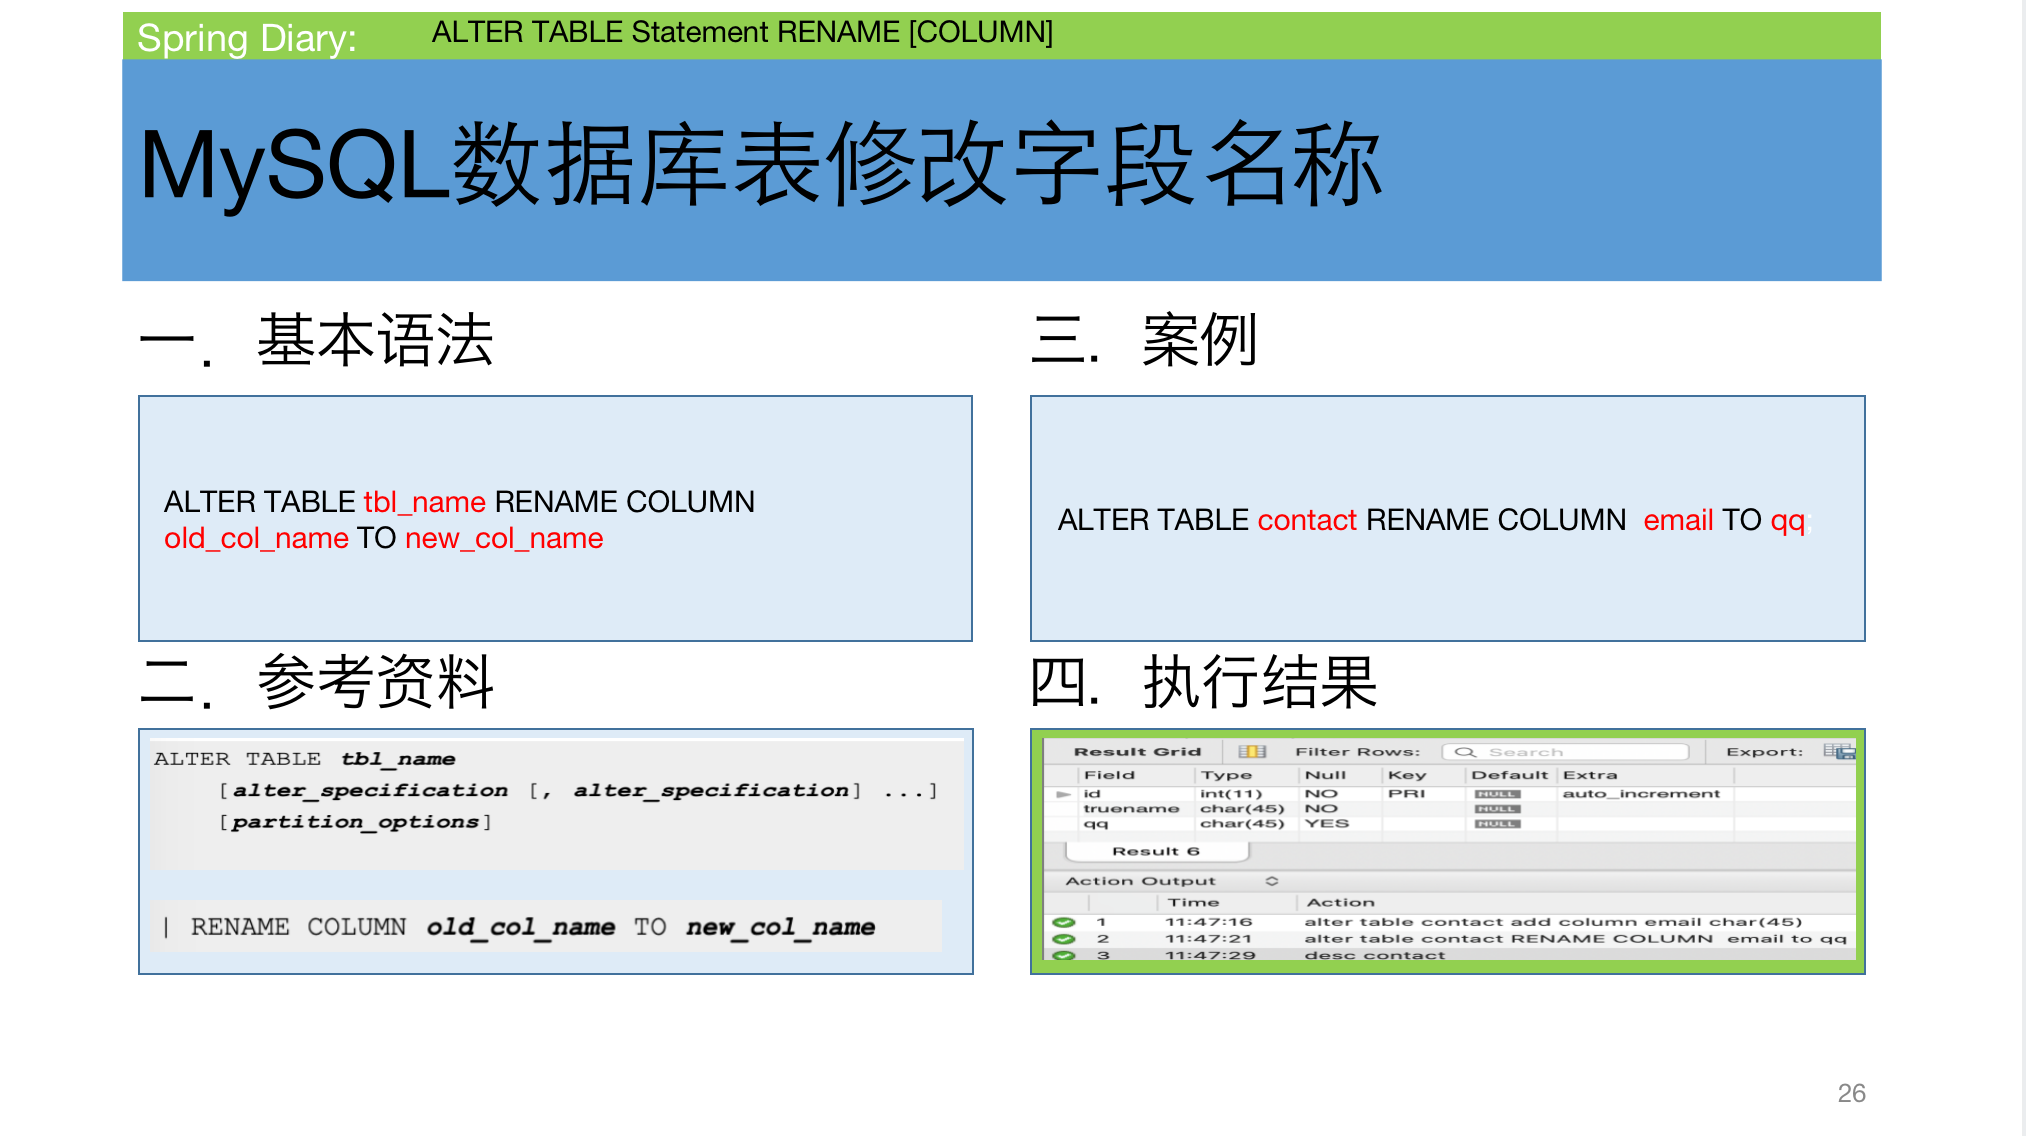 Spring Diary: ALTER TABLE Statement RENAME [COLUMN]
MySQL数据库表修改字段名称
一. 基本语法
ALTER TABLE tbl_name RENAME COLUMN
old_col_name TO new_col_name
二. 参考资料
ALTER TABLE tbl_name
[alter_specification [, alter_specification] ...]
[partition_options]
| RENAME COLUMN old_col_name TO new_col_name
三. 案例
ALTER TABLE contact RENAME COLUMN email TO qq;
四. 执行结果
Result Grid Filter Rows: Search Export:
Field Type Null Key Default Extra
id int(11) NO PRI NULL auto_increment
truename char(45) NO NULL
qq char(45) YES NULL
Result 6
Action Output
Time Action
1 11:47:16 alter table contact add column email char(45)
2 11:47:21 alter table contact RENAME COLUMN email to qq
3 11:47:29 desc contact
26